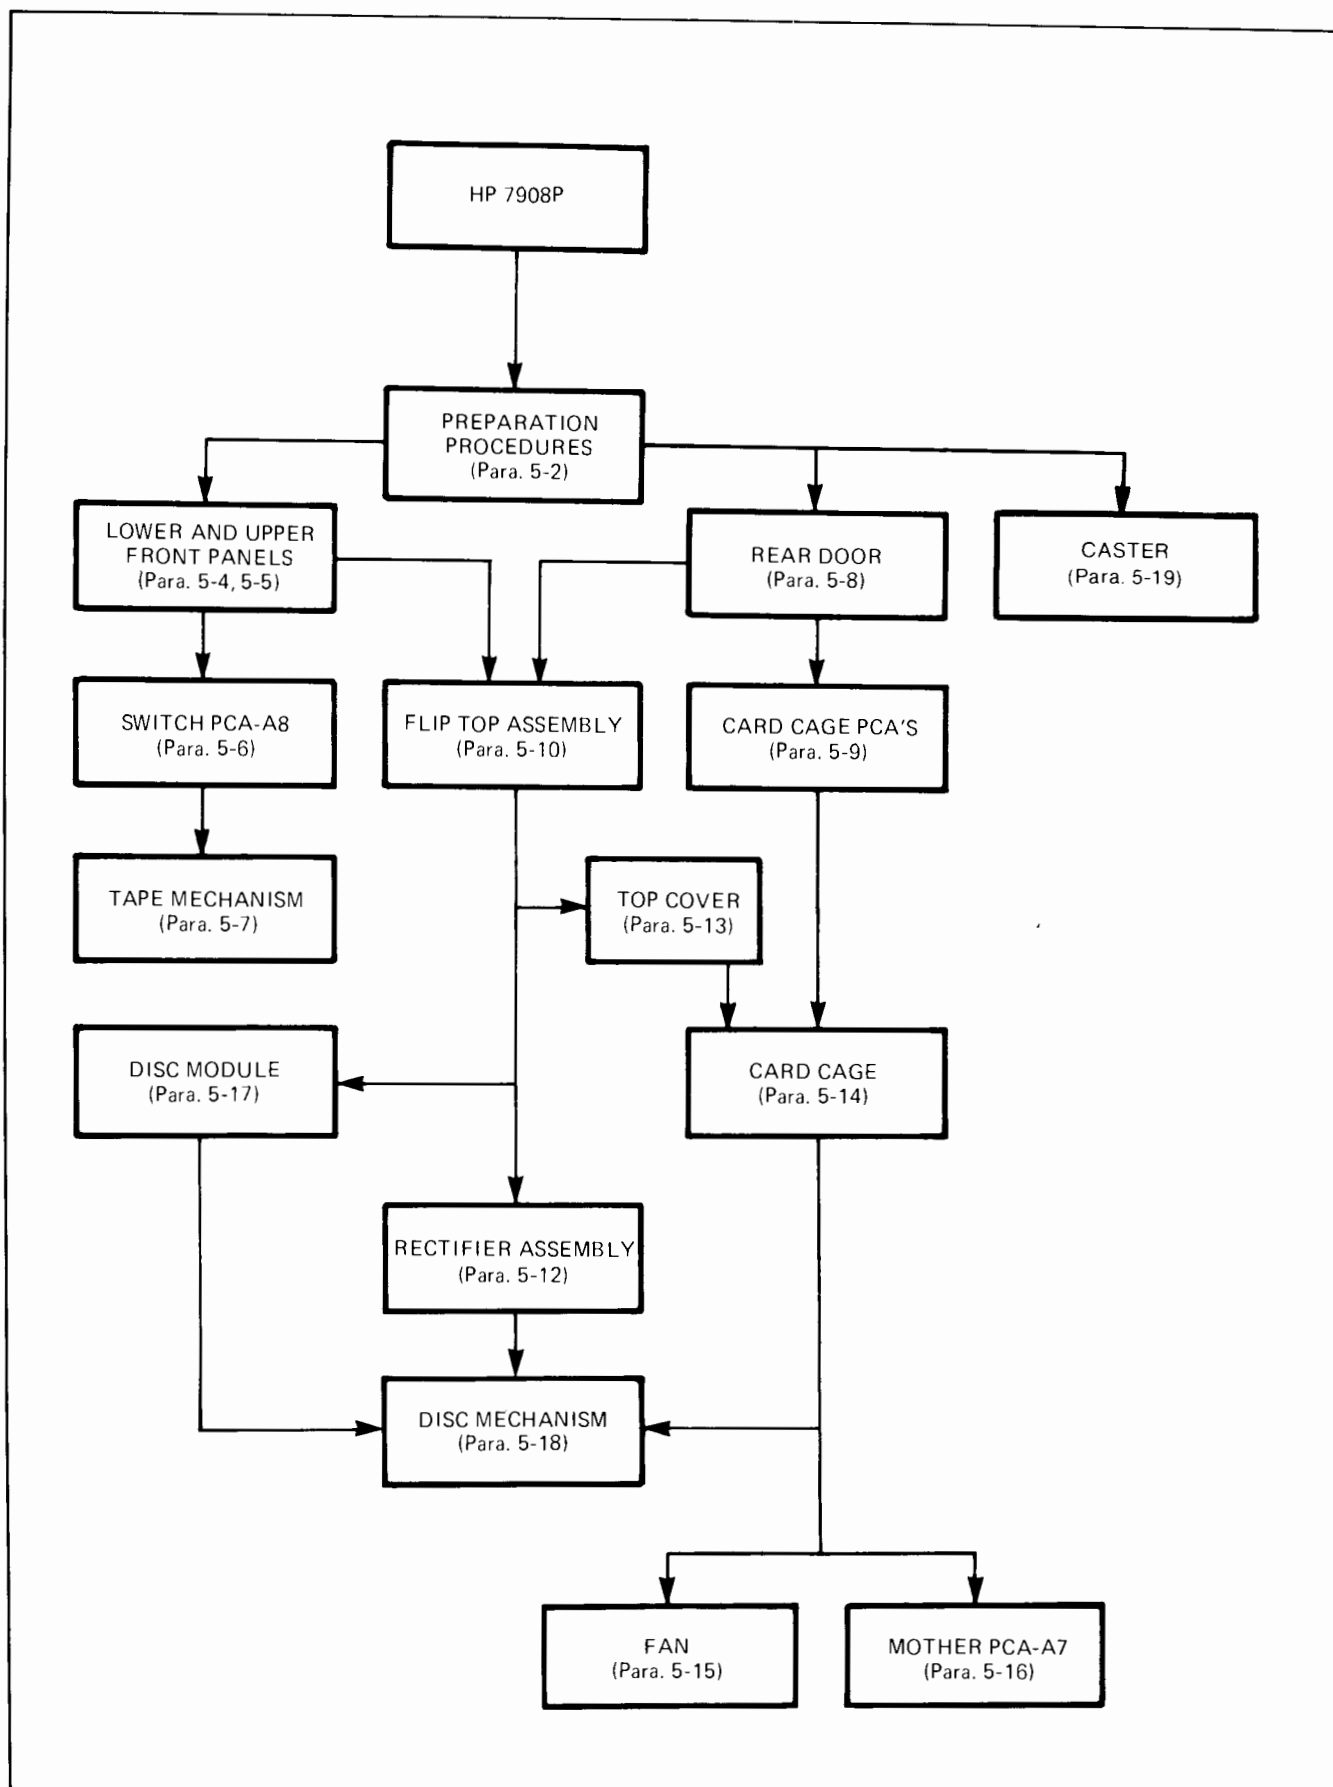 HP 7908P
PREPARATION
PROCEDURES
(Para. 5-2)
LOWER AND UPPER
FRONT PANELS
(Para. 5-4, 5-5)
REAR DOOR
(Para. 5-8)
CASTER
(Para. 5-19)
SWITCH PCA-A8
(Para. 5-6)
FLIP TOP ASSEMBLY
(Para. 5-10)
CARD CAGE PCA'S
(Para. 5-9)
TAPE MECHANISM
(Para. 5-7)
TOP COVER
(Para. 5-13)
DISC MODULE
(Para. 5-17)
CARD CAGE
(Para. 5-14)
RECTIFIER ASSEMBLY
(Para. 5-12)
DISC MECHANISM
(Para. 5-18)
FAN
(Para. 5-15)
MOTHER PCA-A7
(Para. 5-16)